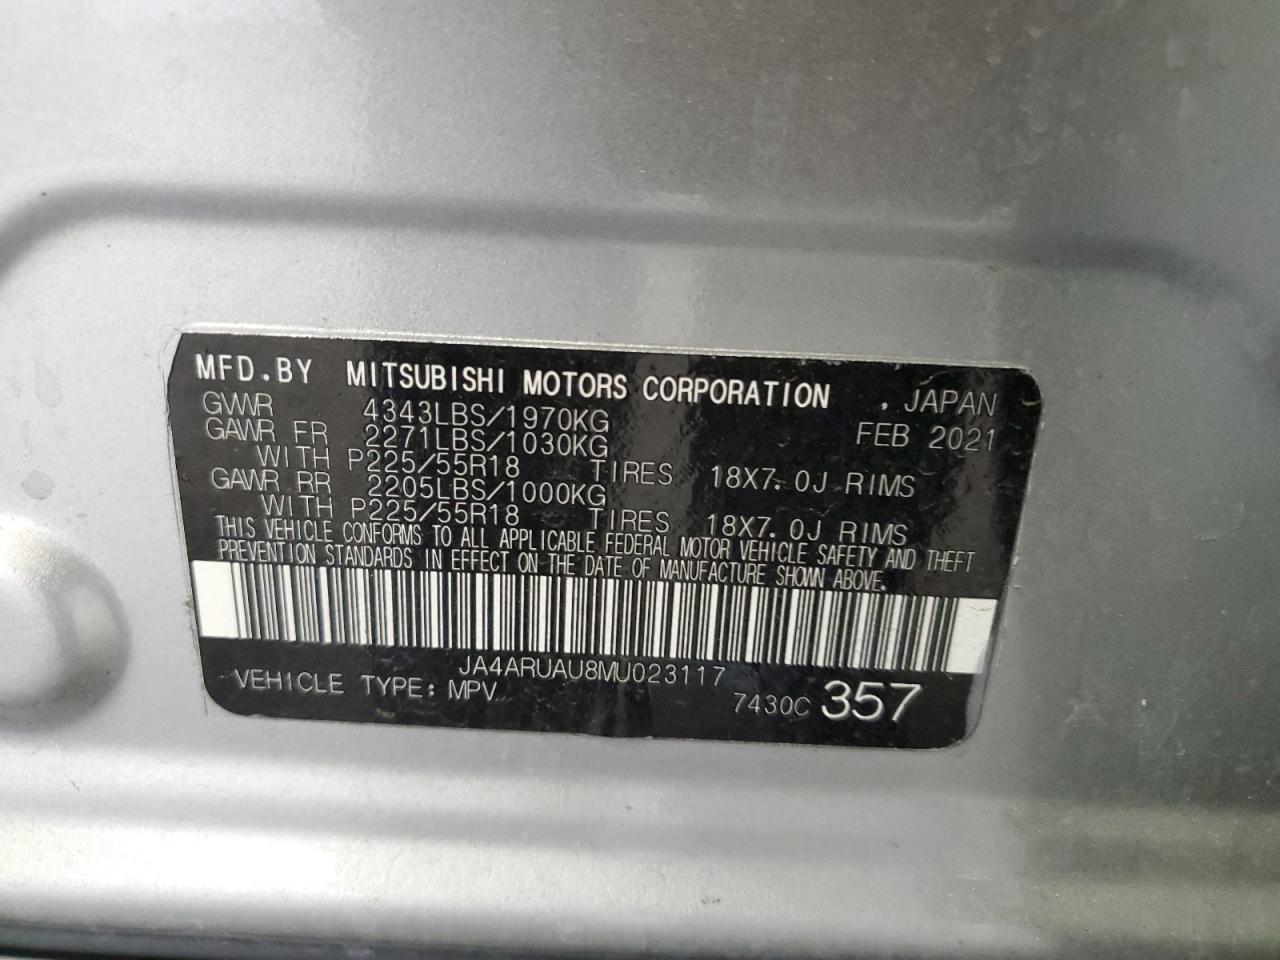 MFD.BY MITSUBISHI MOTORS CORPORATION , JAPAN
GVWR 4343LBS/1970KG FEB 2021
GAWR FR 2271LBS/1030KG
WITH P225/55R18 TIRES 18X7.0J RIMS
GAWR RR 2205LBS/1000KG
WITH P225/55R18 TIRES 18X7.0J RIMS
THIS VEHICLE CONFORMS TO ALL APPLICABLE FEDERAL MOTOR VEHICLE SAFETY AND THEFT
PREVENTION STANDARDS IN EFFECT ON THE DATE OF MANUFACTURE SHOWN ABOVE.
JA4ARUAU8MU023117
VEHICLE TYPE: MPV 7430C 357